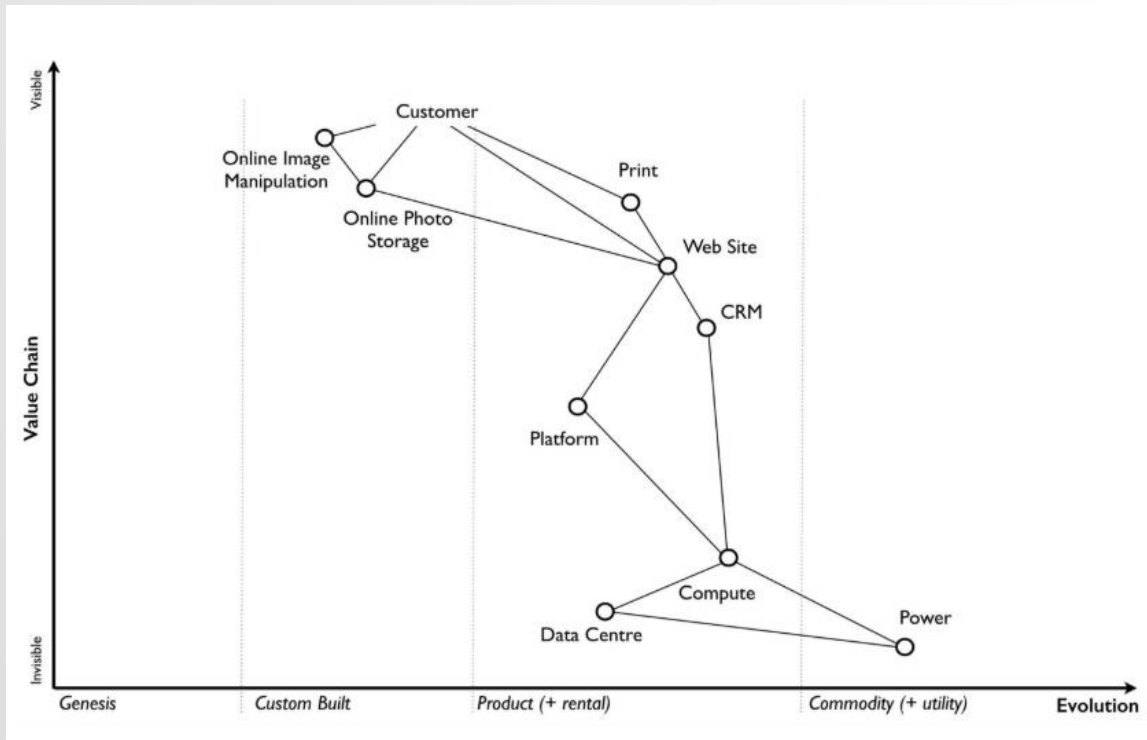 Visible
Customer
Online Image
Manipulation
Print
Online Photo
Storage
Web Site
CRM
Value Chain
Platform
Compute
Power
Data Centre
Invisible
Genesis
Custom Built
Product (+ rental)
Commodity (+ utility)
Evolution